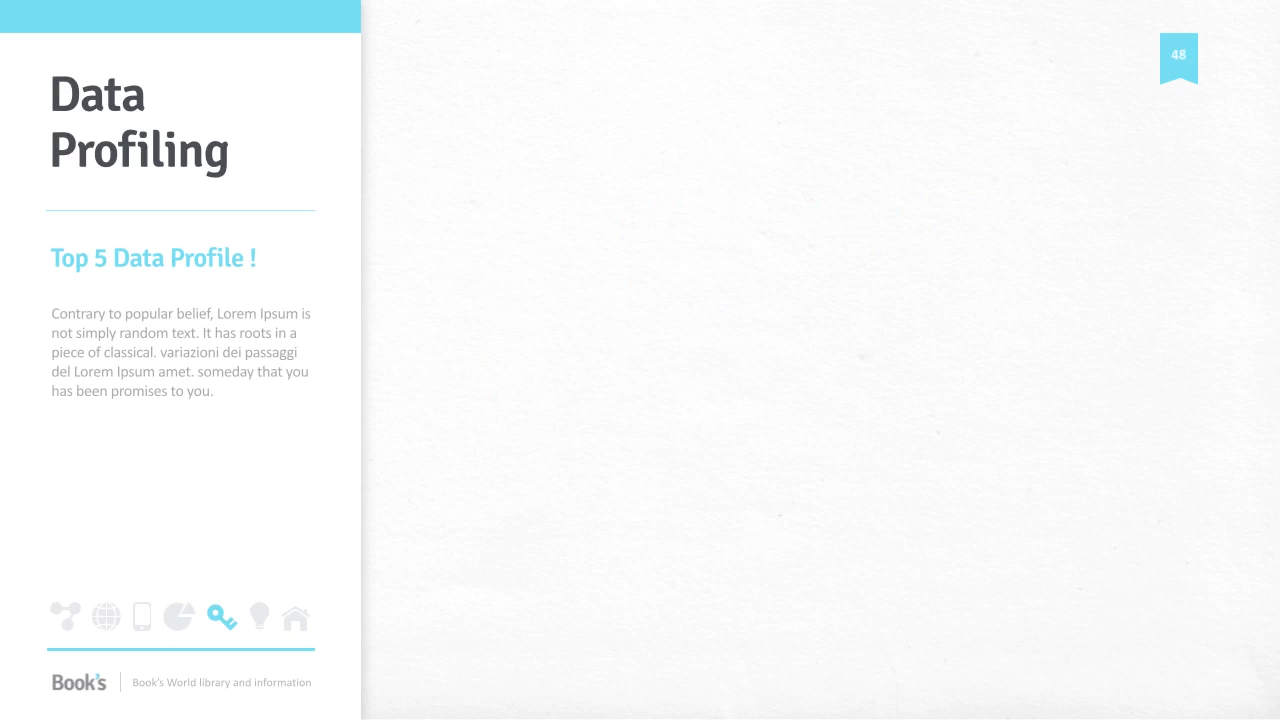 Data
Profiling
Top 5 Data Profile !
Contrary to popular belief, Lorem Ipsum is
not simply random text. It has roots in a
piece of classical. variazioni dei passaggi
del Lorem Ipsum amet. someday that you
has been promises to you.
Book's
Book's World library and information
48